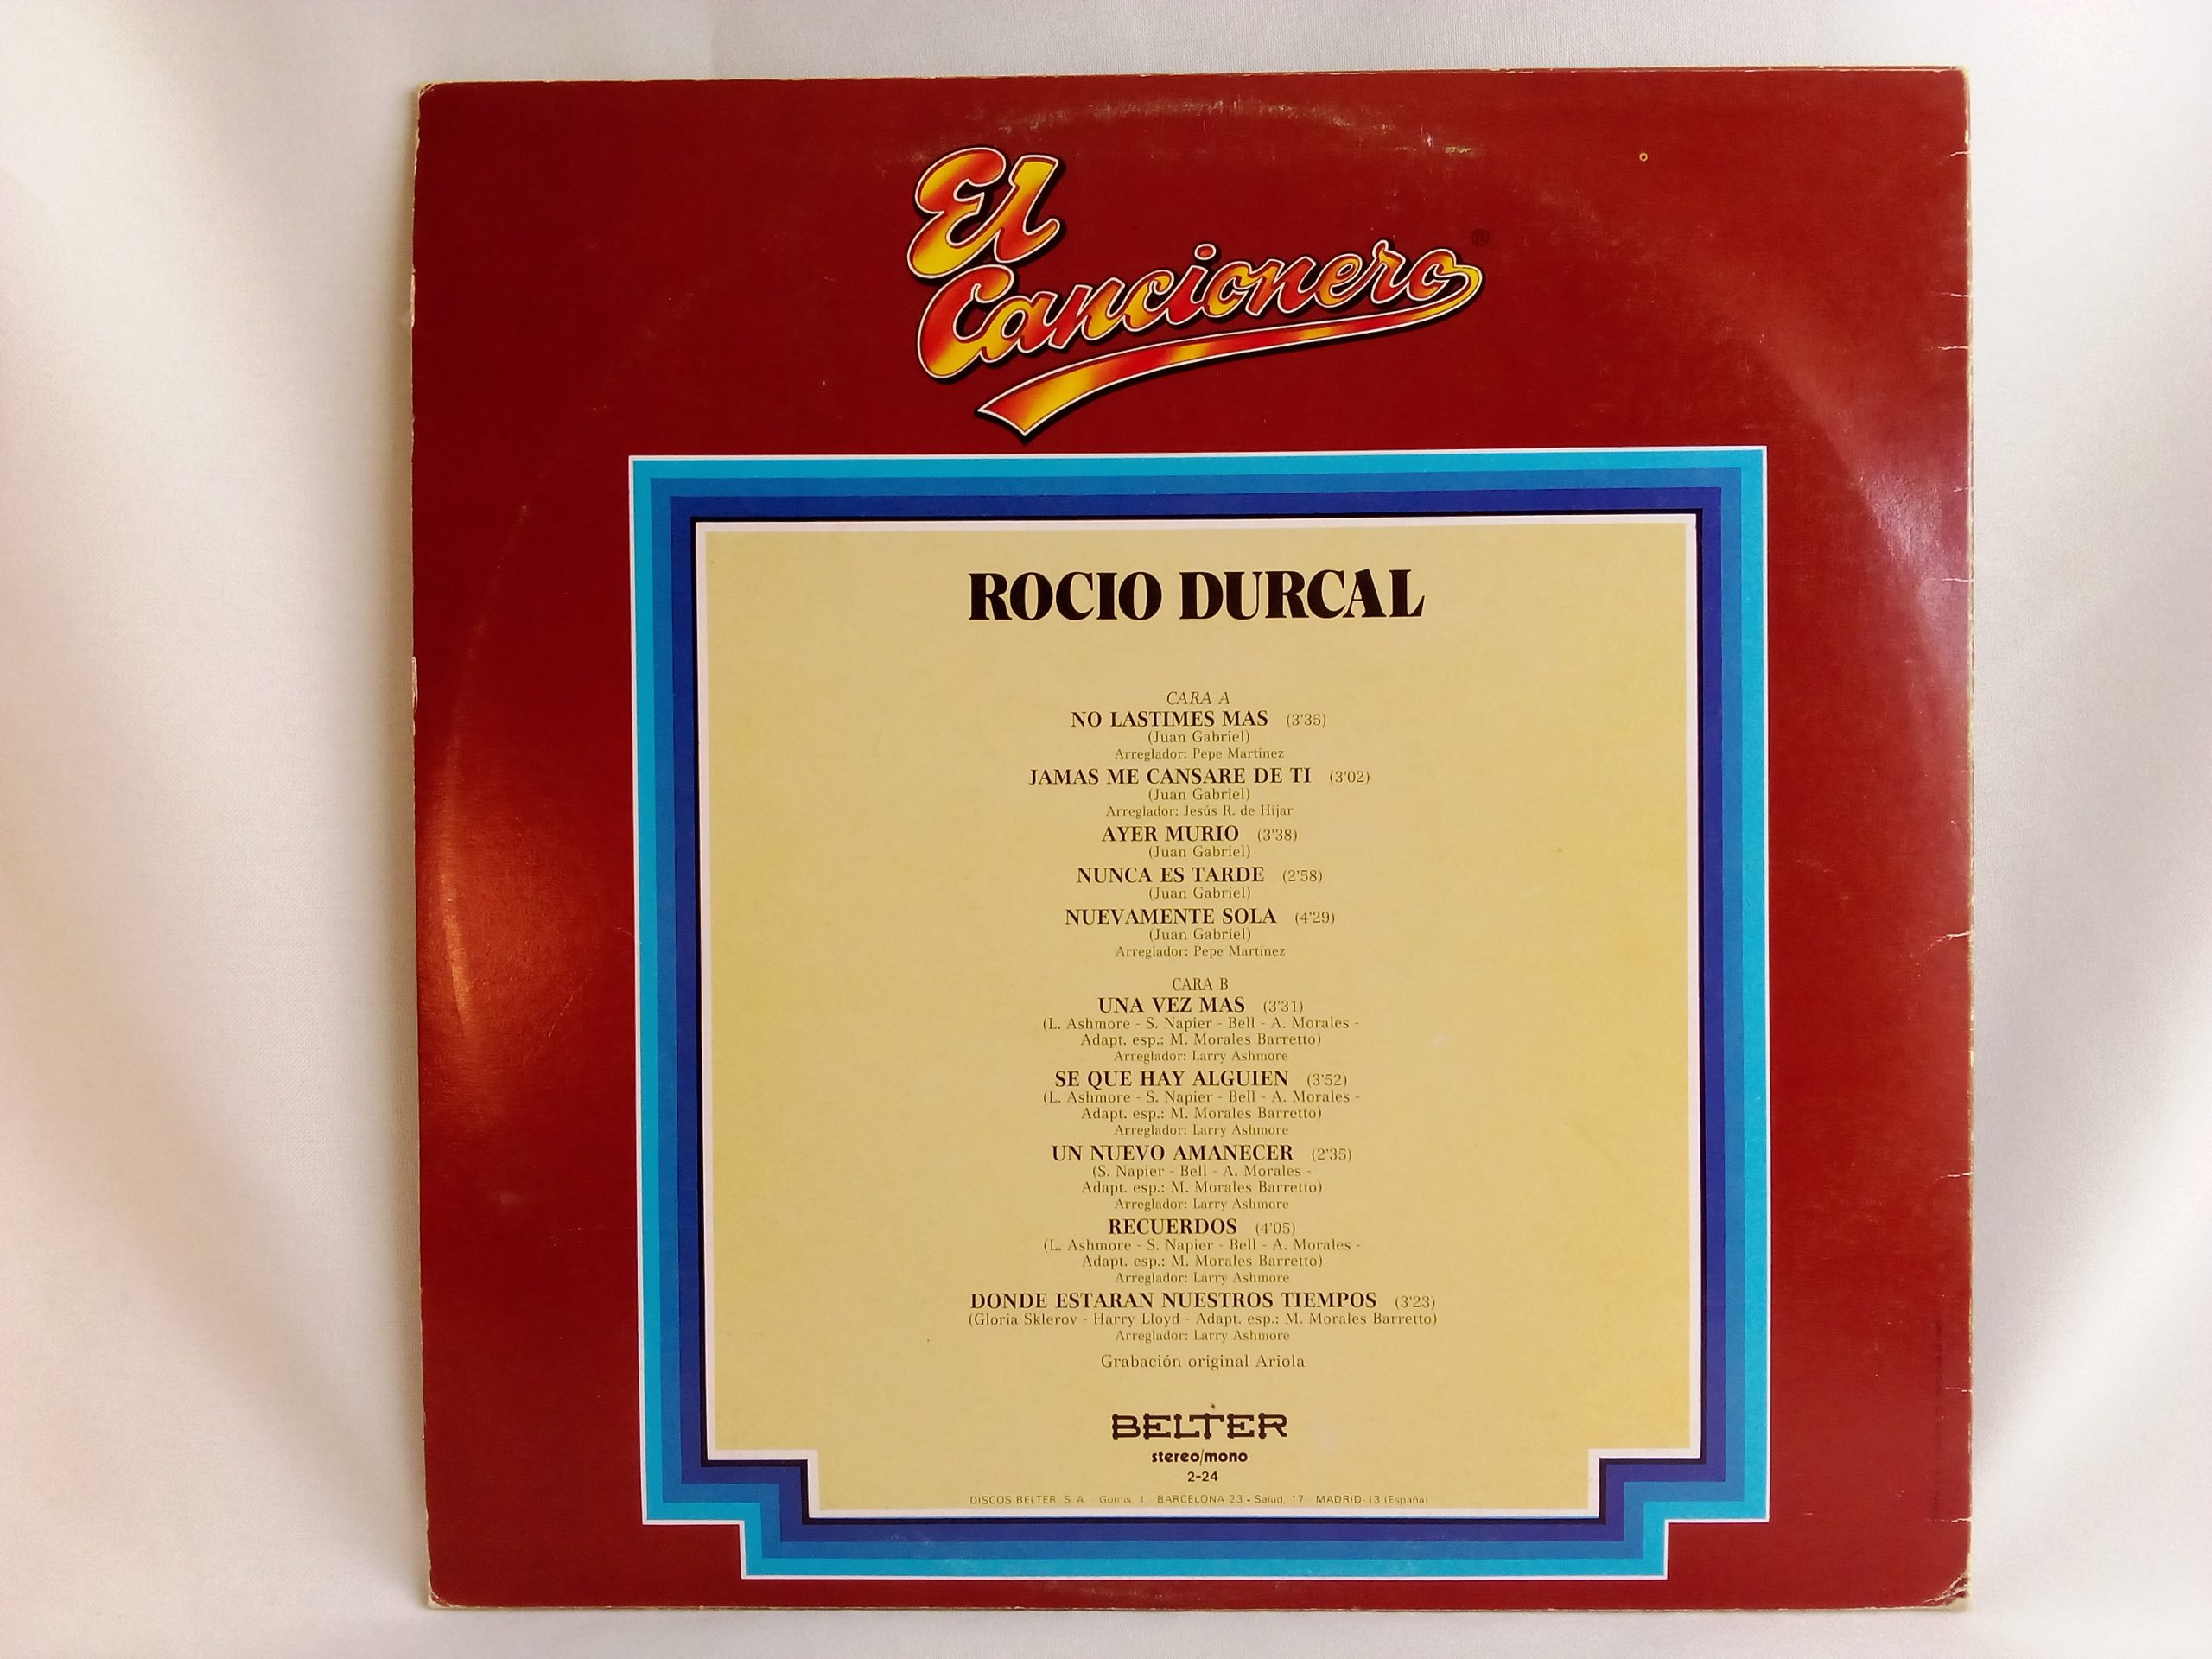 El
Cancionero ®
ROCIO DURCAL
CARA A
NO LASTIMES MAS (3'35)
(Juan Gabriel)
Arreglador: Pepe Martínez
JAMAS ME CANSARE DE TI (3'02)
(Juan Gabriel)
Arreglador: Jesús R. de Híjar
AYER MURIO (3'38)
(Juan Gabriel)
NUNCA ES TARDE (2'58)
(Juan Gabriel)
NUEVAMENTE SOLA (4'29)
(Juan Gabriel)
Arreglador: Pepe Martínez
CARA B
UNA VEZ MAS (3'31)
(L. Ashmore - S. Napier - Bell - A. Morales -
Adapt. esp.: M. Morales Barretto)
Arreglador: Larry Ashmore
SE QUE HAY ALGUIEN (3'52)
(L. Ashmore - S. Napier - Bell - A. Morales -
Adapt. esp.: M. Morales Barretto)
Arreglador: Larry Ashmore
UN NUEVO AMANECER (2'35)
(S. Napier - Bell - A. Morales -
Adapt. esp.: M. Morales Barretto)
Arreglador: Larry Ashmore
RECUERDOS (4'05)
(L. Ashmore - S. Napier - Bell - A. Morales -
Adapt. esp.: M. Morales Barretto)
Arreglador: Larry Ashmore
DONDE ESTARAN NUESTROS TIEMPOS (3'23)
(Gloria Sklerov - Harry Lloyd - Adapt. esp.: M. Morales Barretto)
Arreglador: Larry Ashmore
Grabación original Ariola
BELTER
stereo/mono
2-24
DISCOS BELTER, S.A. - Gomis, 1 - BARCELONA 23 • Salud, 17 MADRID-13 (España)